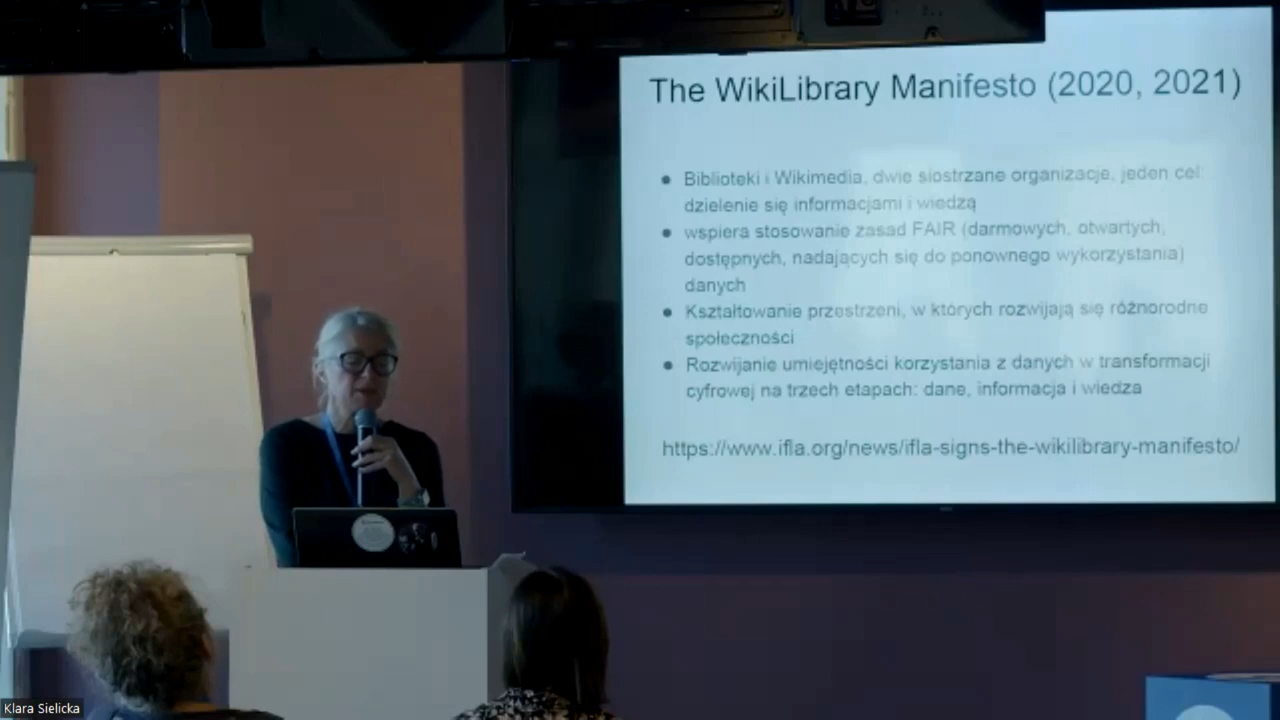 The WikiLibrary Manifesto (2020, 2021)
Biblioteki i Wikimedia, dwie siostrzane organizacje, jeden cel:
dzielenie się informacjami i wiedzą
wspiera stosowanie zasad FAIR (darmowych, otwartych,
dostępnych, nadających się do ponownego wykorzystania)
danych
Kształtowanie przestrzeni, w których rozwijają się różnorodne
społeczności
Rozwijanie umiejętności korzystania z danych w transformacji
cyfrowej na trzech etapach: dane, informacja i wiedza
https://www.ifla.org/news/ifla-signs-the-wikilibrary-manifesto/
Klara Sielicka